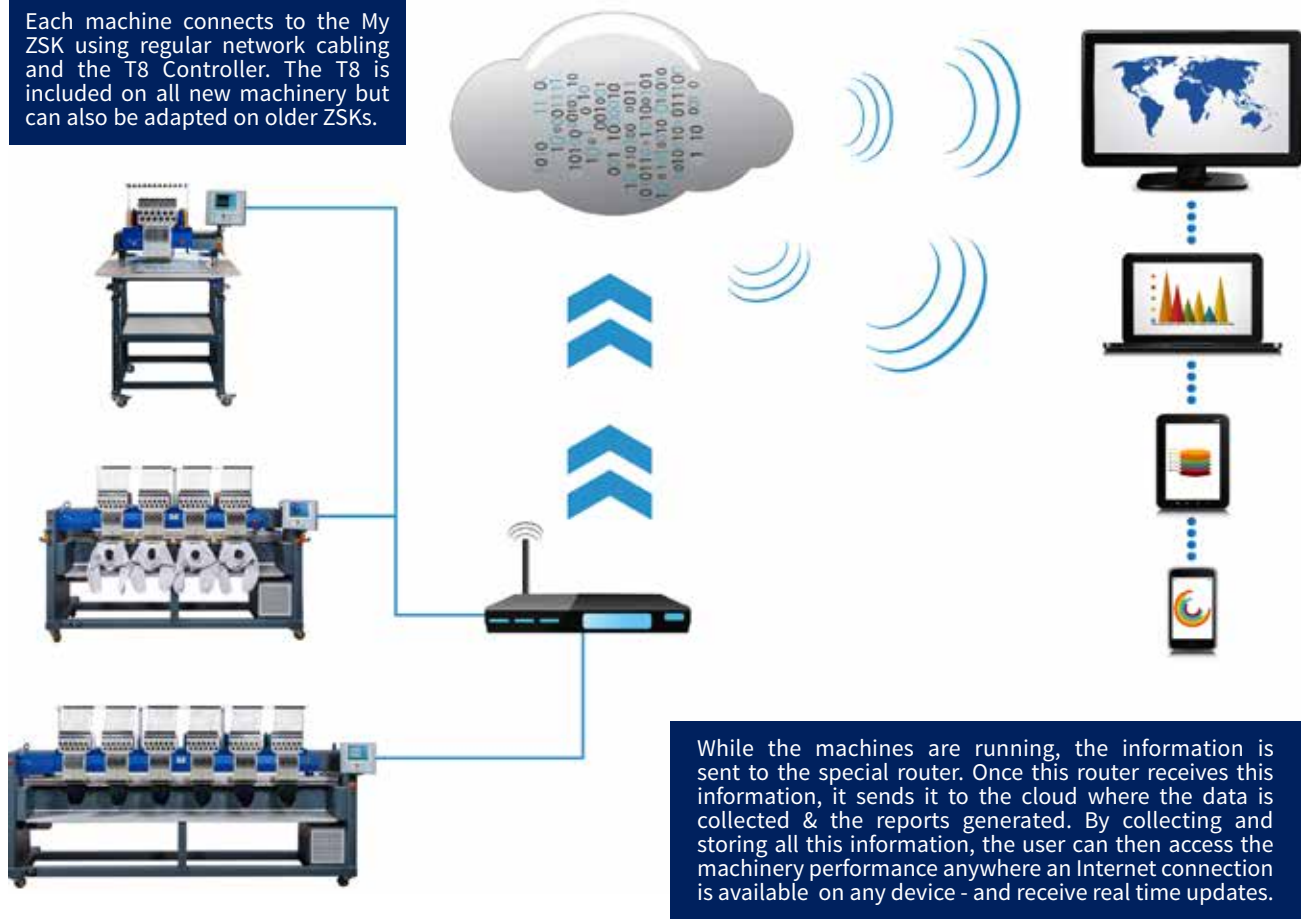 Each machine connects to the My
ZSK using regular network cabling
and the T8 Controller. The T8 is
included on all new machinery but
can also be adapted on older ZSKs.
While the machines are running, the information is
sent to the special router. Once this router receives this
information, it sends it to the cloud where the data is
collected & the reports generated. By collecting and
storing all this information, the user can then access the
machinery performance anywhere an Internet connection
is available on any device - and receive real time updates.